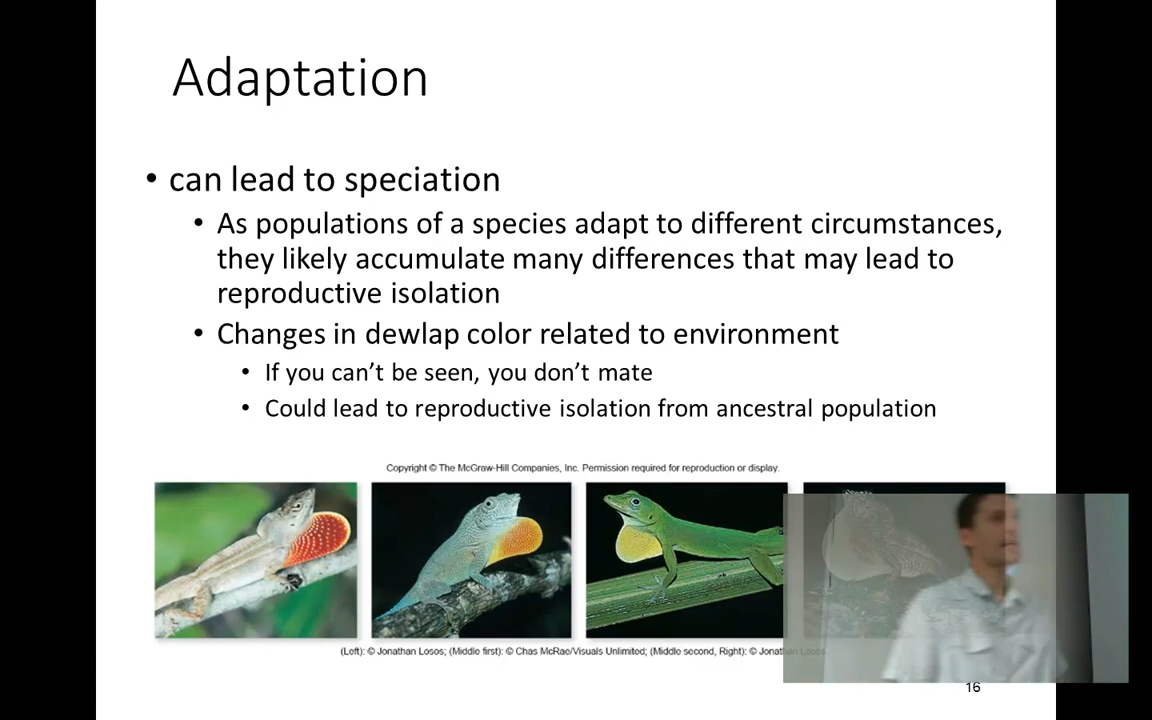 Adaptation
• can lead to speciation
• As populations of a species adapt to different circumstances,
they likely accumulate many differences that may lead to
reproductive isolation
• Changes in dewlap color related to environment
• If you can’t be seen, you don’t mate
• Could lead to reproductive isolation from ancestral population
Copyright © The McGraw-Hill Companies, Inc. Permission required for reproduction or display.
(Left): © Jonathan Losos; (Middle first): © Chas McRae/Visuals Unlimited; (Middle second, Right): © Jonathan Losos
16